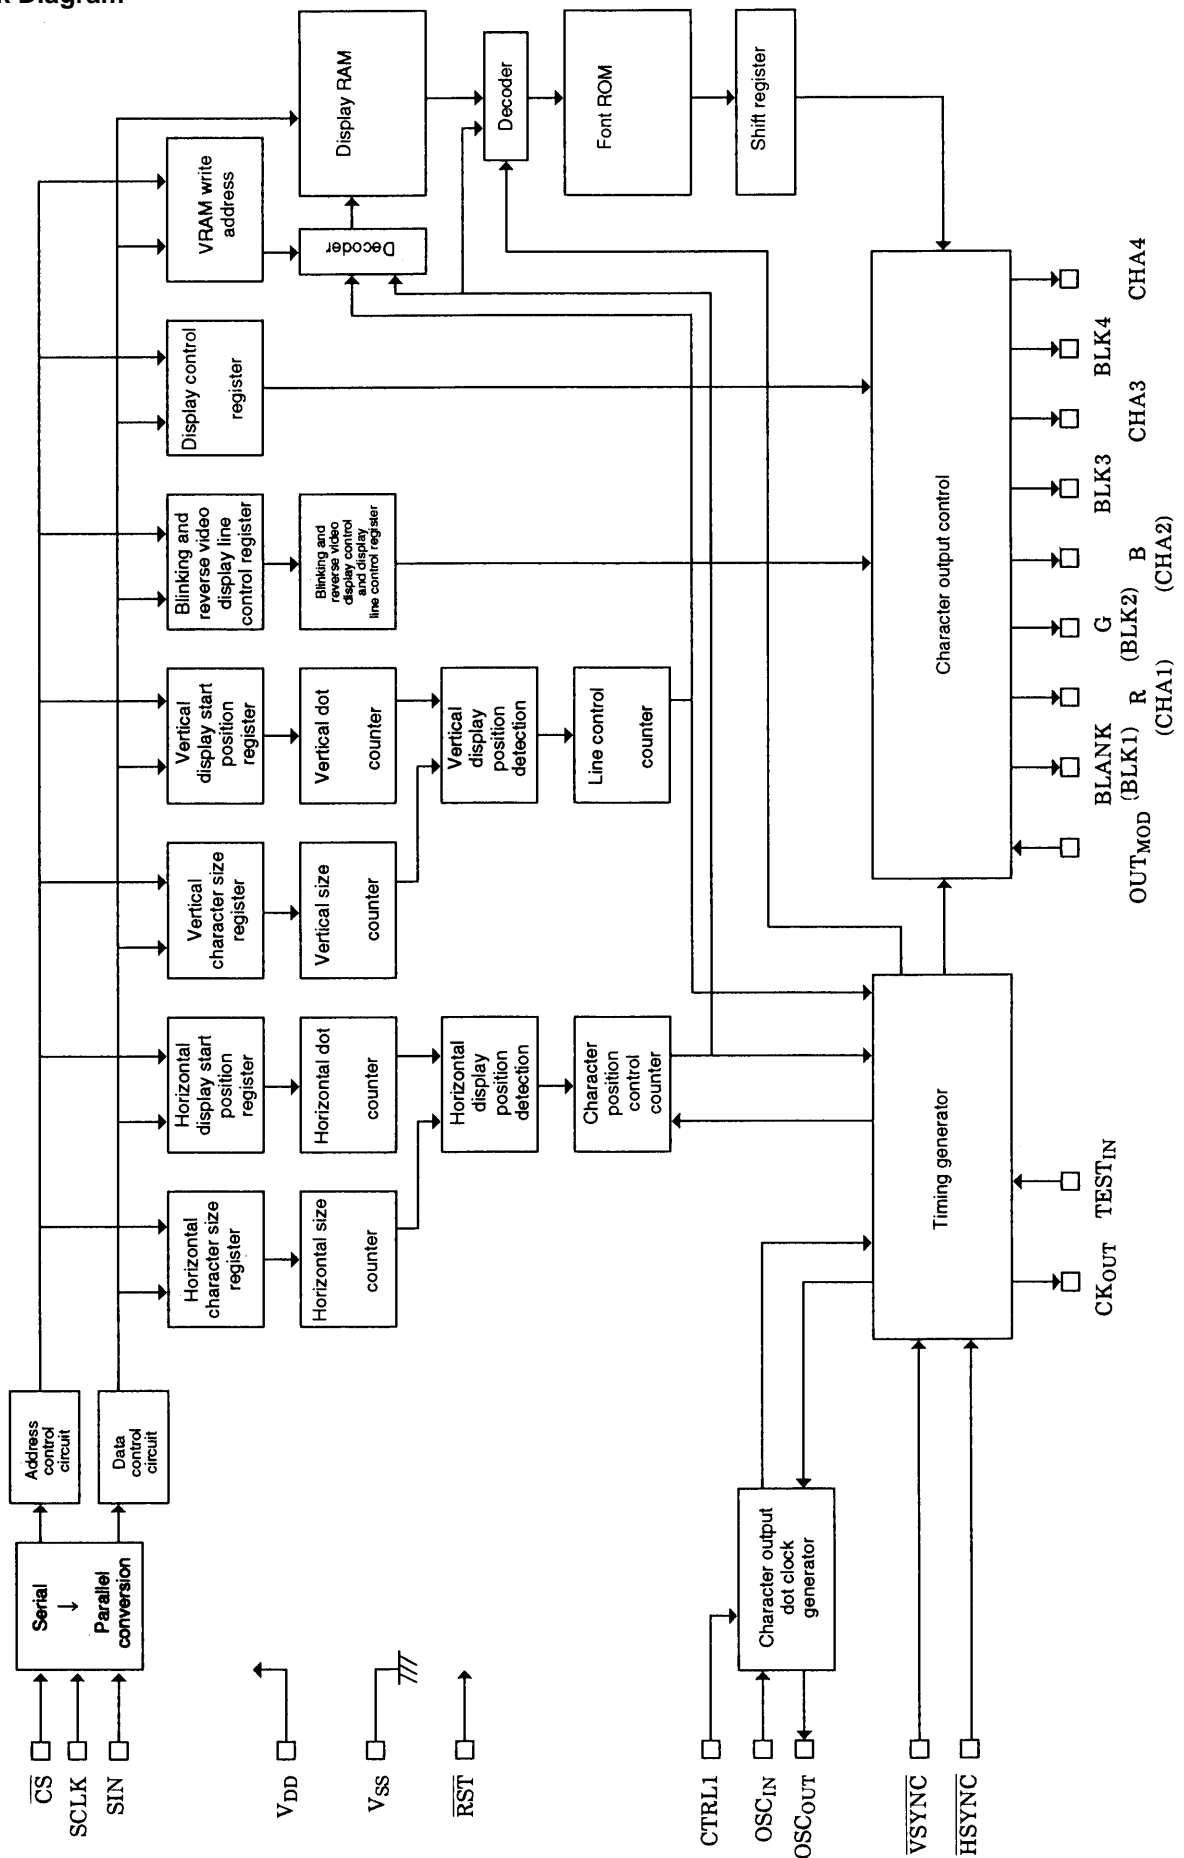 k Diagram
CS
SCLK
SIN
VDD
VSS
RST
CTRL1
OSCIN
OSCOUT
VSYNC
HSYNC
Serial
↓
Parallel
conversion
Address
control
circuit
Data
control
circuit
Horizontal
character size
register
Horizontal
display start
position
register
Vertical
character size
register
Vertical
display start
position
register
Blinking and
reverse video
display line
control register
Display control
register
VRAM write
address
Horizontal size
counter
Horizontal dot
counter
Vertical size
counter
Vertical dot
counter
Blinking and
reverse video
display control
and display
line control register
Decoder
Display RAM
Horizontal
display
position
detection
Vertical
display
position
detection
Decoder
Character
position
control
counter
Line control
counter
Font ROM
Shift register
Character output
dot clock
generator
Timing generator
Character output control
CKOUT
TESTIN
OUTMOD
BLANK
(BLK1)
R
(CHA1)
G
(BLK2)
B
(CHA2)
BLK3
CHA3
BLK4
CHA4